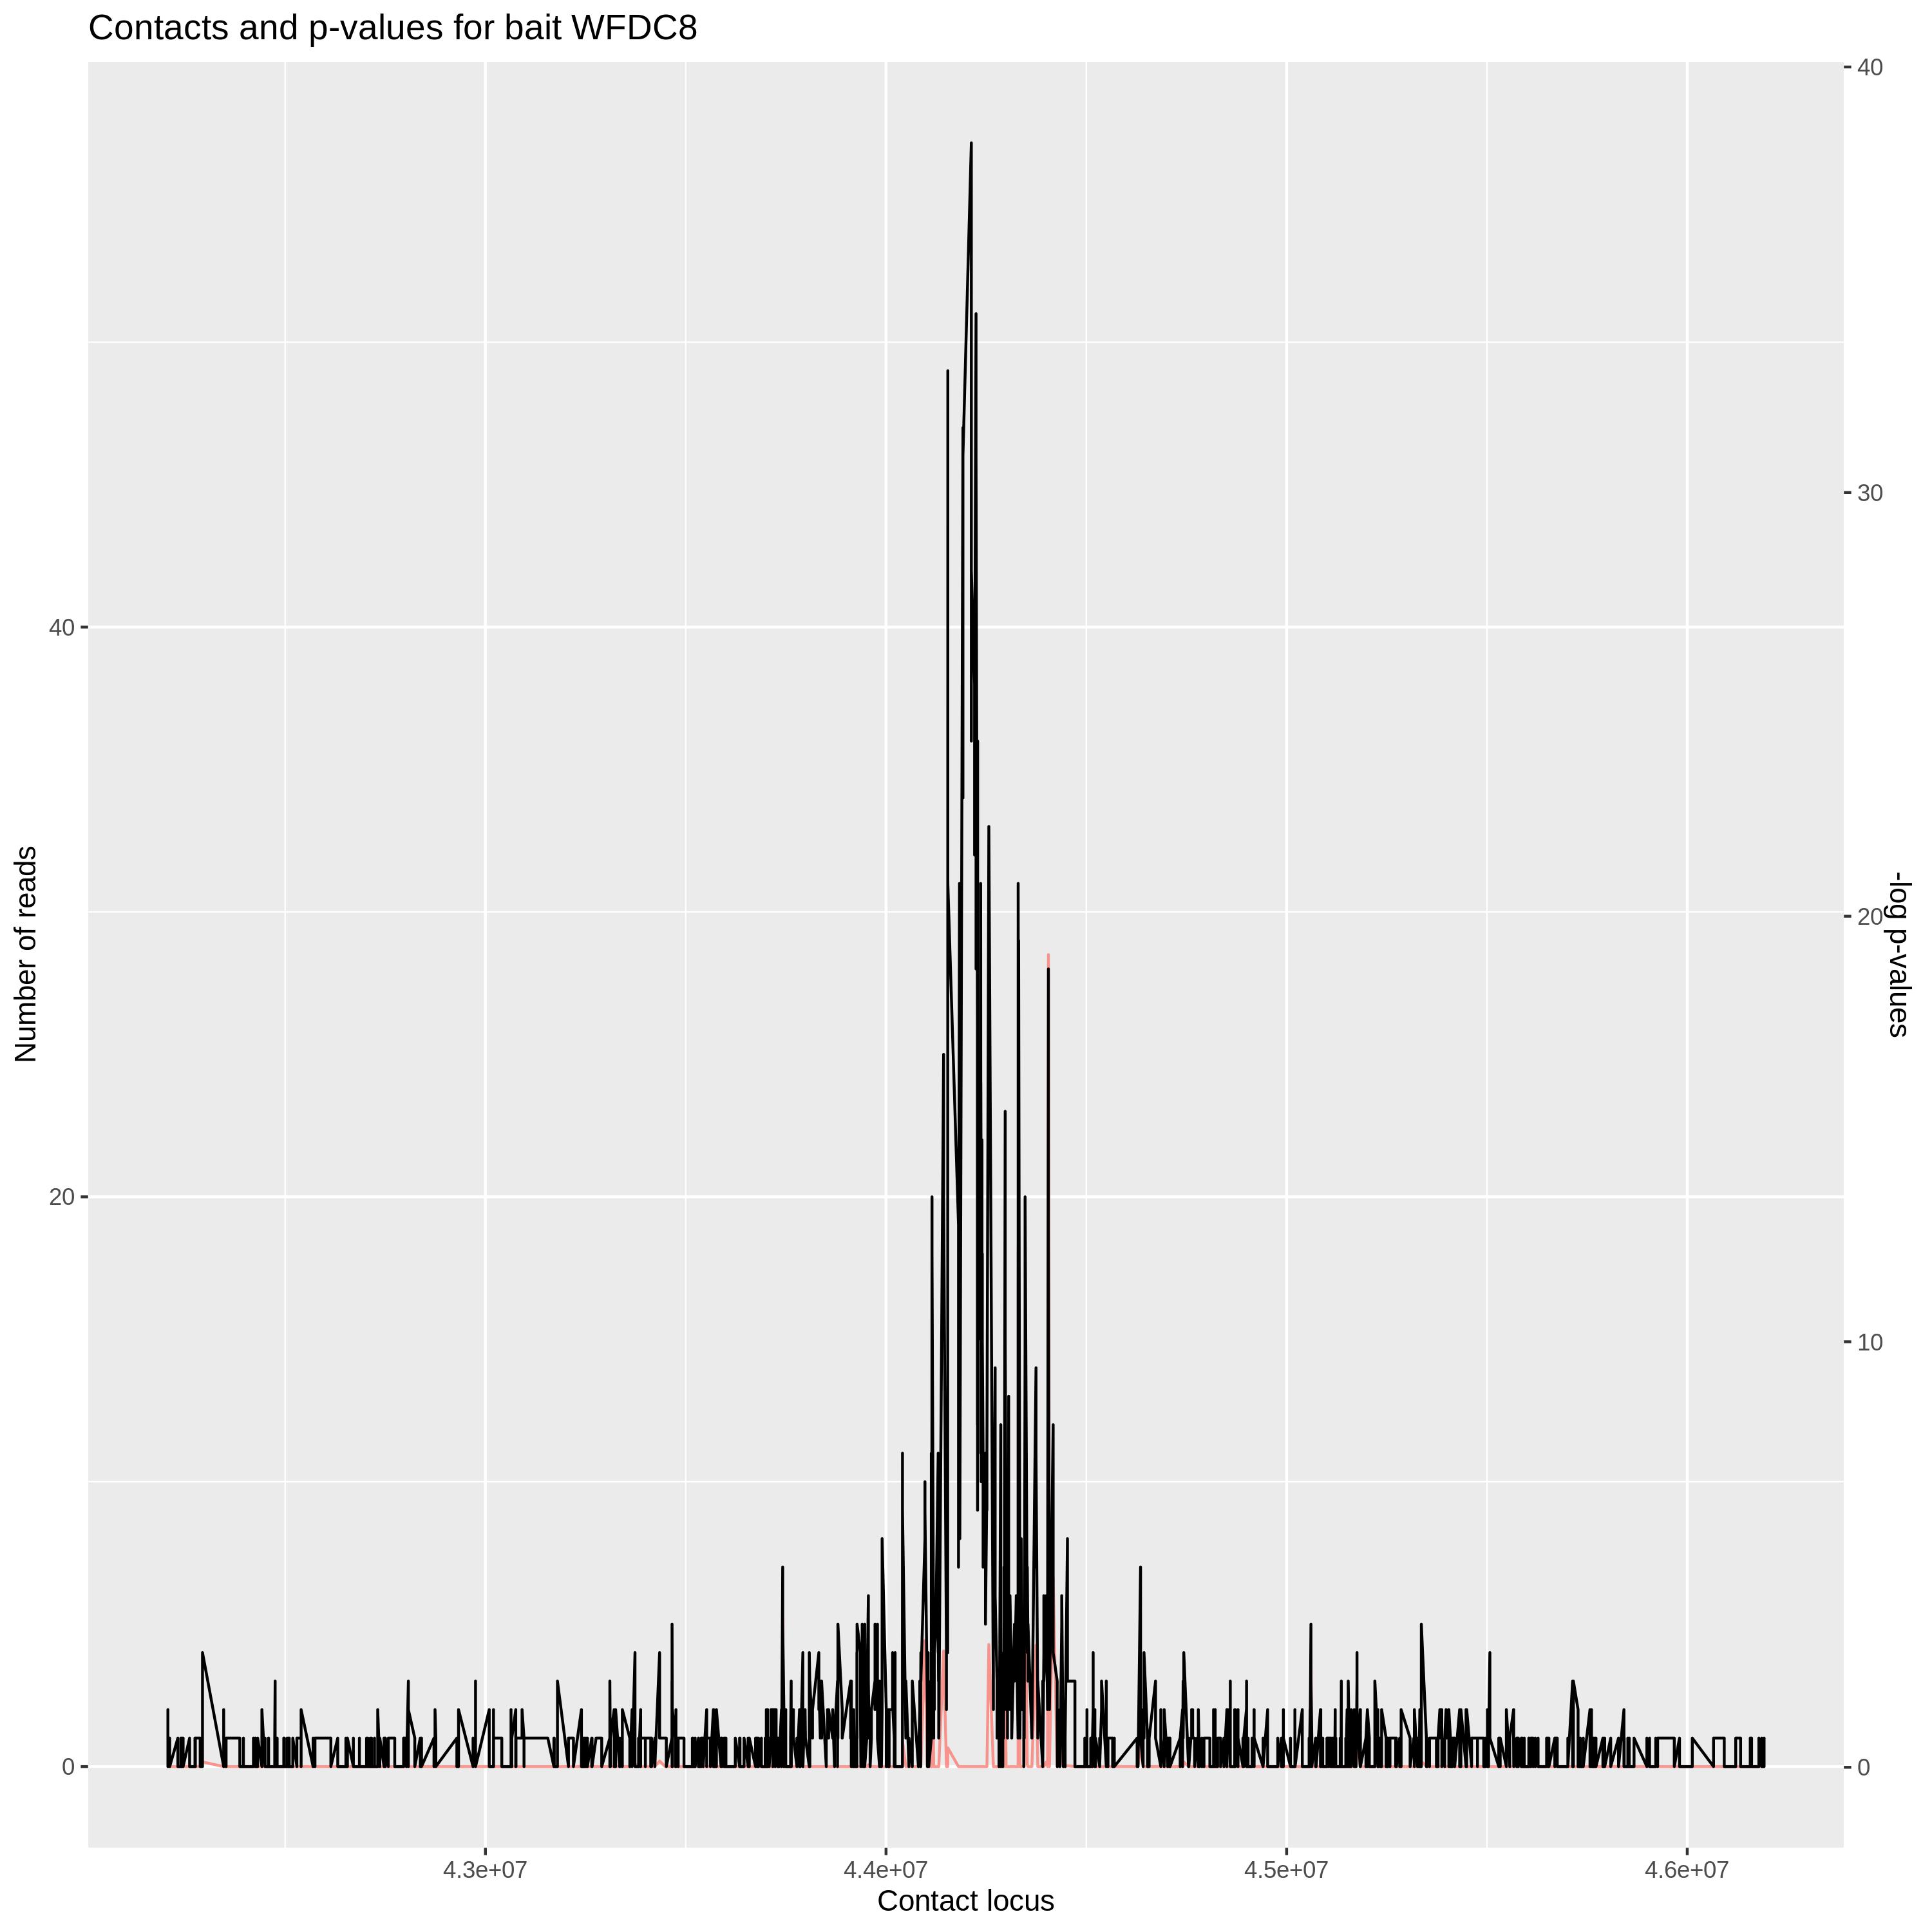 Contacts and p-values for bait WFDC8
Number of reads
40
20
0
40
30
20
10
0
-log p-values
4.3e+07
4.4e+07
4.5e+07
4.6e+07
Contact locus